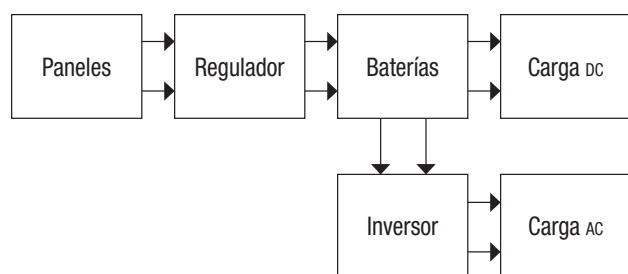 Paneles
Regulador
Baterías
Carga DC
Inversor
Carga AC